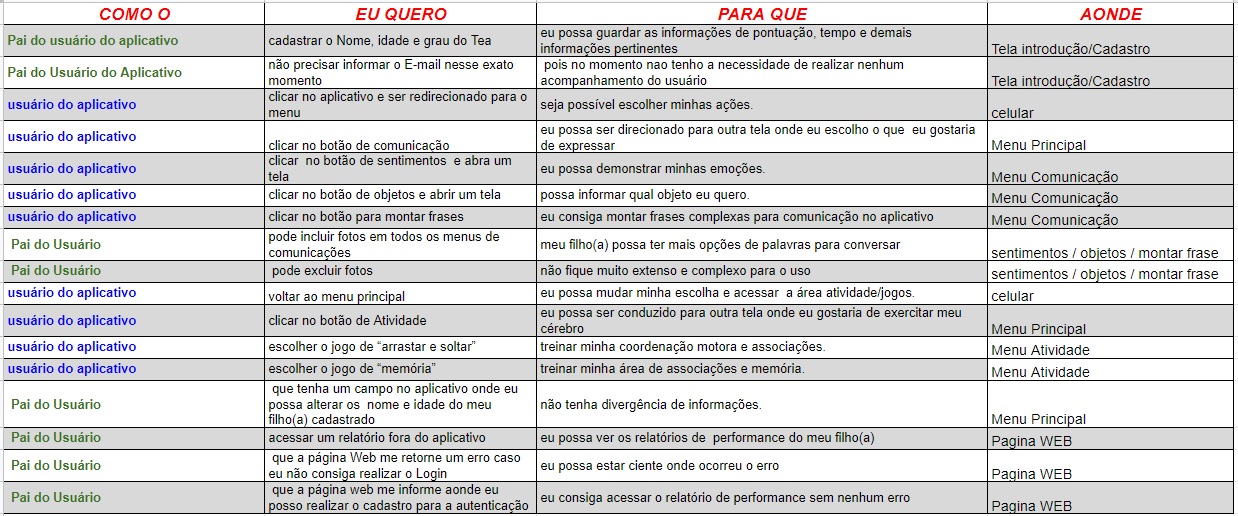 COMO O EU QUERO PARA QUE AONDE
Pai do usuário do aplicativo
cadastrar o Nome, idade e grau do Tea
eu possa guardar as informações de pontuação, tempo e demais
informações pertinentes
Tela introdução/Cadastro
Pai do Usuário do Aplicativo
não precisar informar o E-mail nesse exato
momento
pois no momento nao tenho a necessidade de realizar nenhum
acompanhamento do usuário
Tela introdução/Cadastro
usuário do aplicativo
clicar no aplicativo e ser redirecionado para o
menu
seja possível escolher minhas ações.
celular
usuário do aplicativo
clicar no botão de comunicação
eu possa ser direcionado para outra tela onde eu escolho o que eu gostaria
de expressar
Menu Principal
usuário do aplicativo
clicar no botão de sentimentos e abra um
tela
eu possa demonstrar minhas emoções.
Menu Comunicação
usuário do aplicativo
clicar no botão de objetos e abrir um tela
possa informar qual objeto eu quero.
Menu Comunicação
usuário do aplicativo
clicar no botão para montar frases
eu consiga montar frases complexas para comunicação no aplicativo
Menu Comunicação
Pai do Usuário
pode incluir fotos em todos os menus de
comunicações
meu filho(a) possa ter mais opções de palavras para conversar
sentimentos / objetos / montar frase
Pai do Usuário
pode excluir fotos
não fique muito extenso e complexo para o uso
sentimentos / objetos / montar frase
usuário do aplicativo
voltar ao menu principal
eu possa mudar minha escolha e acessar a área atividade/jogos.
celular
usuário do aplicativo
clicar no botão de Atividade
eu possa ser conduzido para outra tela onde eu gostaria de exercitar meu
cérebro
Menu Principal
usuário do aplicativo
escolher o jogo de “arrastar e soltar”
treinar minha coordenação motora e associações.
Menu Atividade
usuário do aplicativo
escolher o jogo de “memória”
treinar minha área de associações e memória.
Menu Atividade
Pai do Usuário
que tenha um campo no aplicativo onde eu
possa alterar os nome e idade do meu
filho(a) cadastrado
não tenha divergência de informações.
Menu Principal
Pai do Usuário
acessar um relatório fora do aplicativo
eu possa ver os relatórios de performance do meu filho(a)
Pagina WEB
Pai do Usuário
que a página Web me retorne um erro caso
eu não consiga realizar o Login
eu possa estar ciente onde ocorreu o erro
Pagina WEB
Pai do Usuário
que a página web me informe aonde eu
posso realizar o cadastro para a autenticação
eu consiga acessar o relatório de performance sem nenhum erro
Pagina WEB